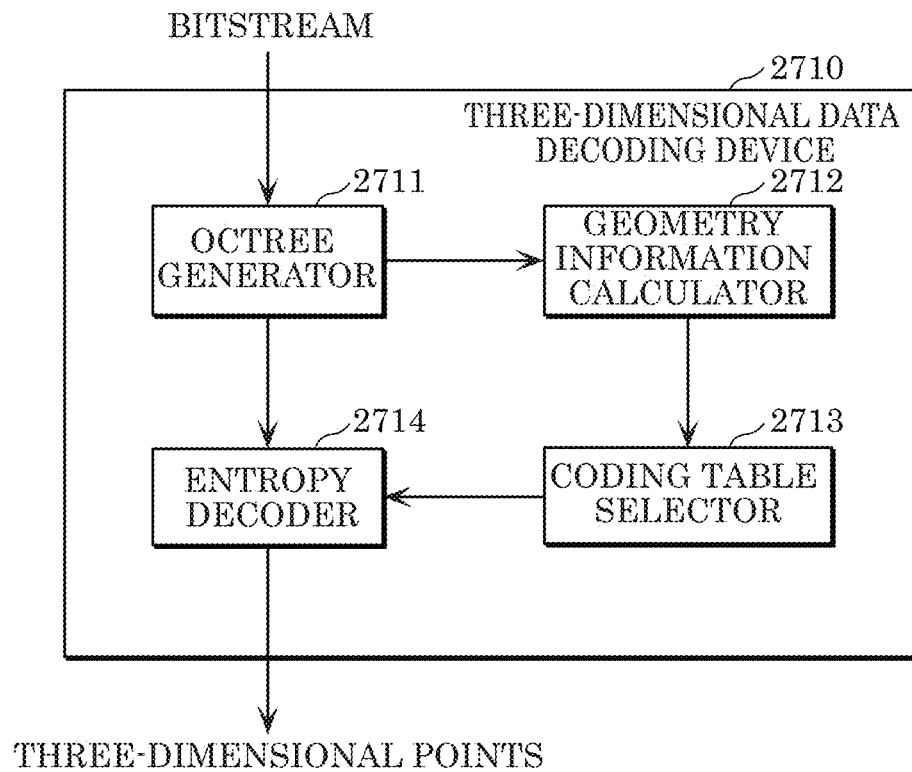 BITSTREAM
2710
THREE-DIMENSIONAL DATA
DECODING DEVICE
2711
OCTREE
GENERATOR
2712
GEOMETRY
INFORMATION
CALCULATOR
2714
ENTROPY
DECODER
2713
CODING TABLE
SELECTOR
THREE-DIMENSIONAL POINTS